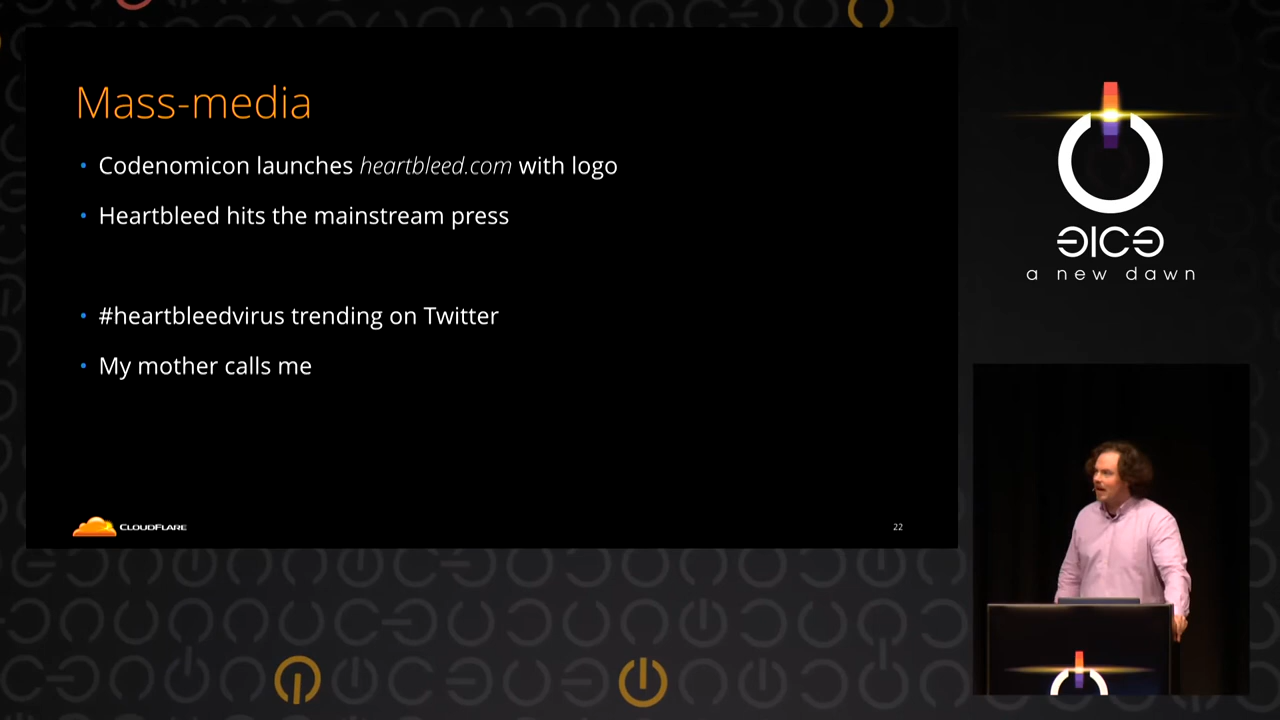 Mass-media
Codenomicon launches heartbleed.com with logo
Heartbleed hits the mainstream press
#heartbleedvirus trending on Twitter
My mother calls me
CLOUDFLARE
22
ƎICƎ
a new dawn